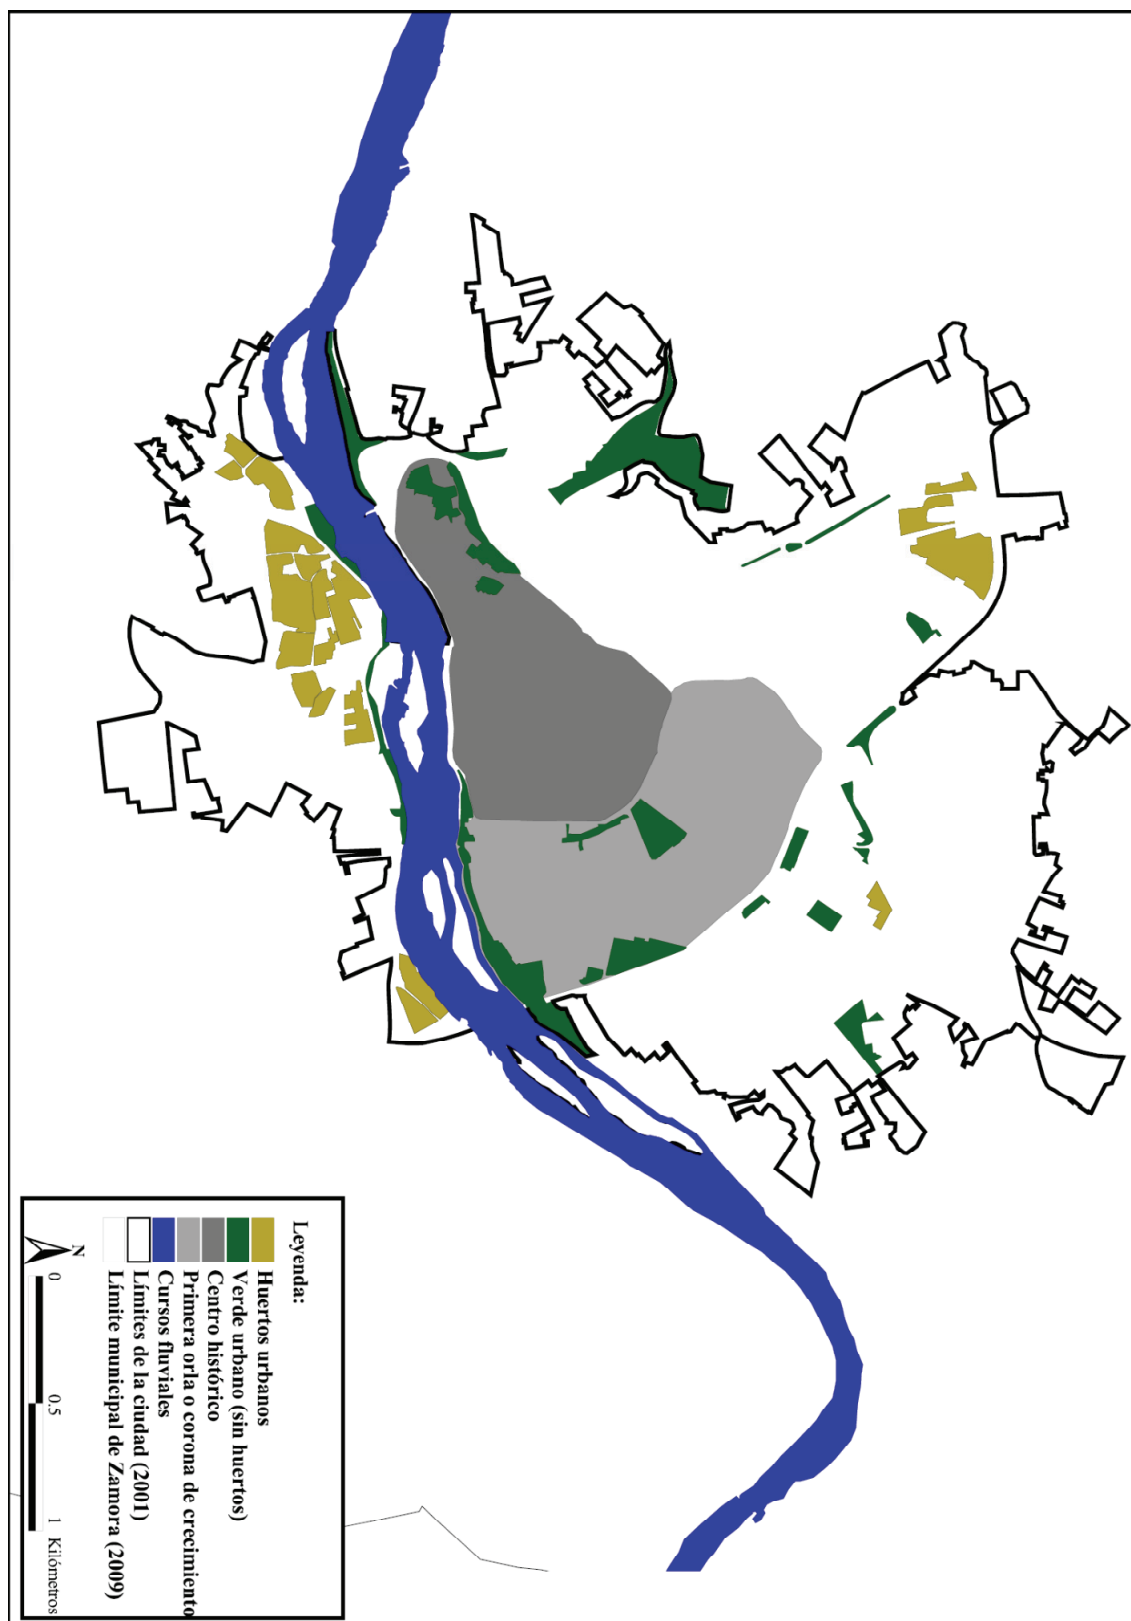 Leyenda:
Huertos urbanos
Verde urbano (sin huertos)
Centro histórico
Primera orla o corona de crecimiento
Cursos fluviales
Límites de la ciudad (2001)
Límite municipal de Zamora (2009)
N
0 0.5 1 Kilómetros